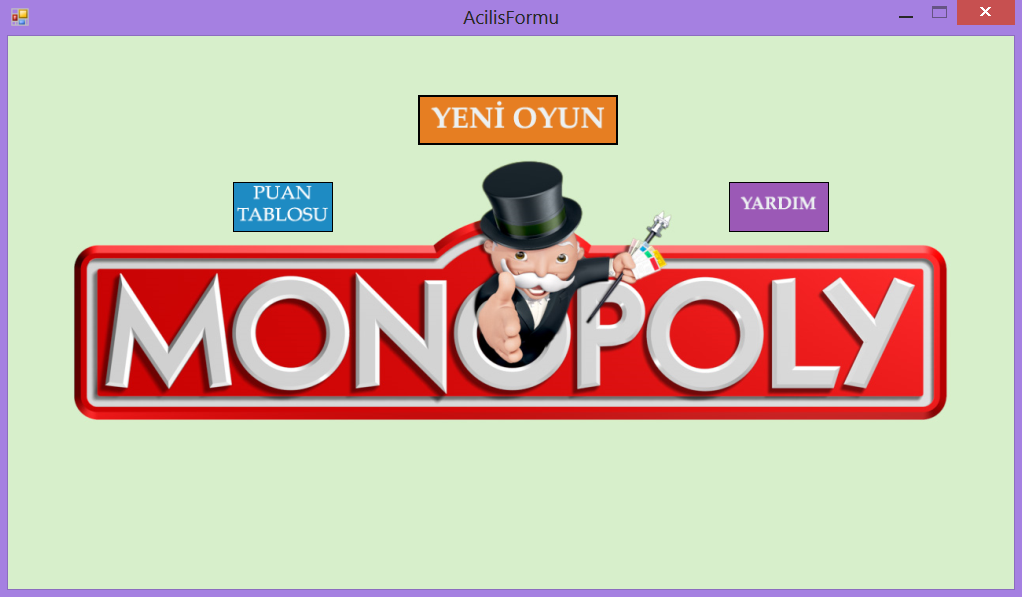 AcilisFormu
YENİ OYUN
PUAN
TABLOSU
YARDIM
MONOPOLY